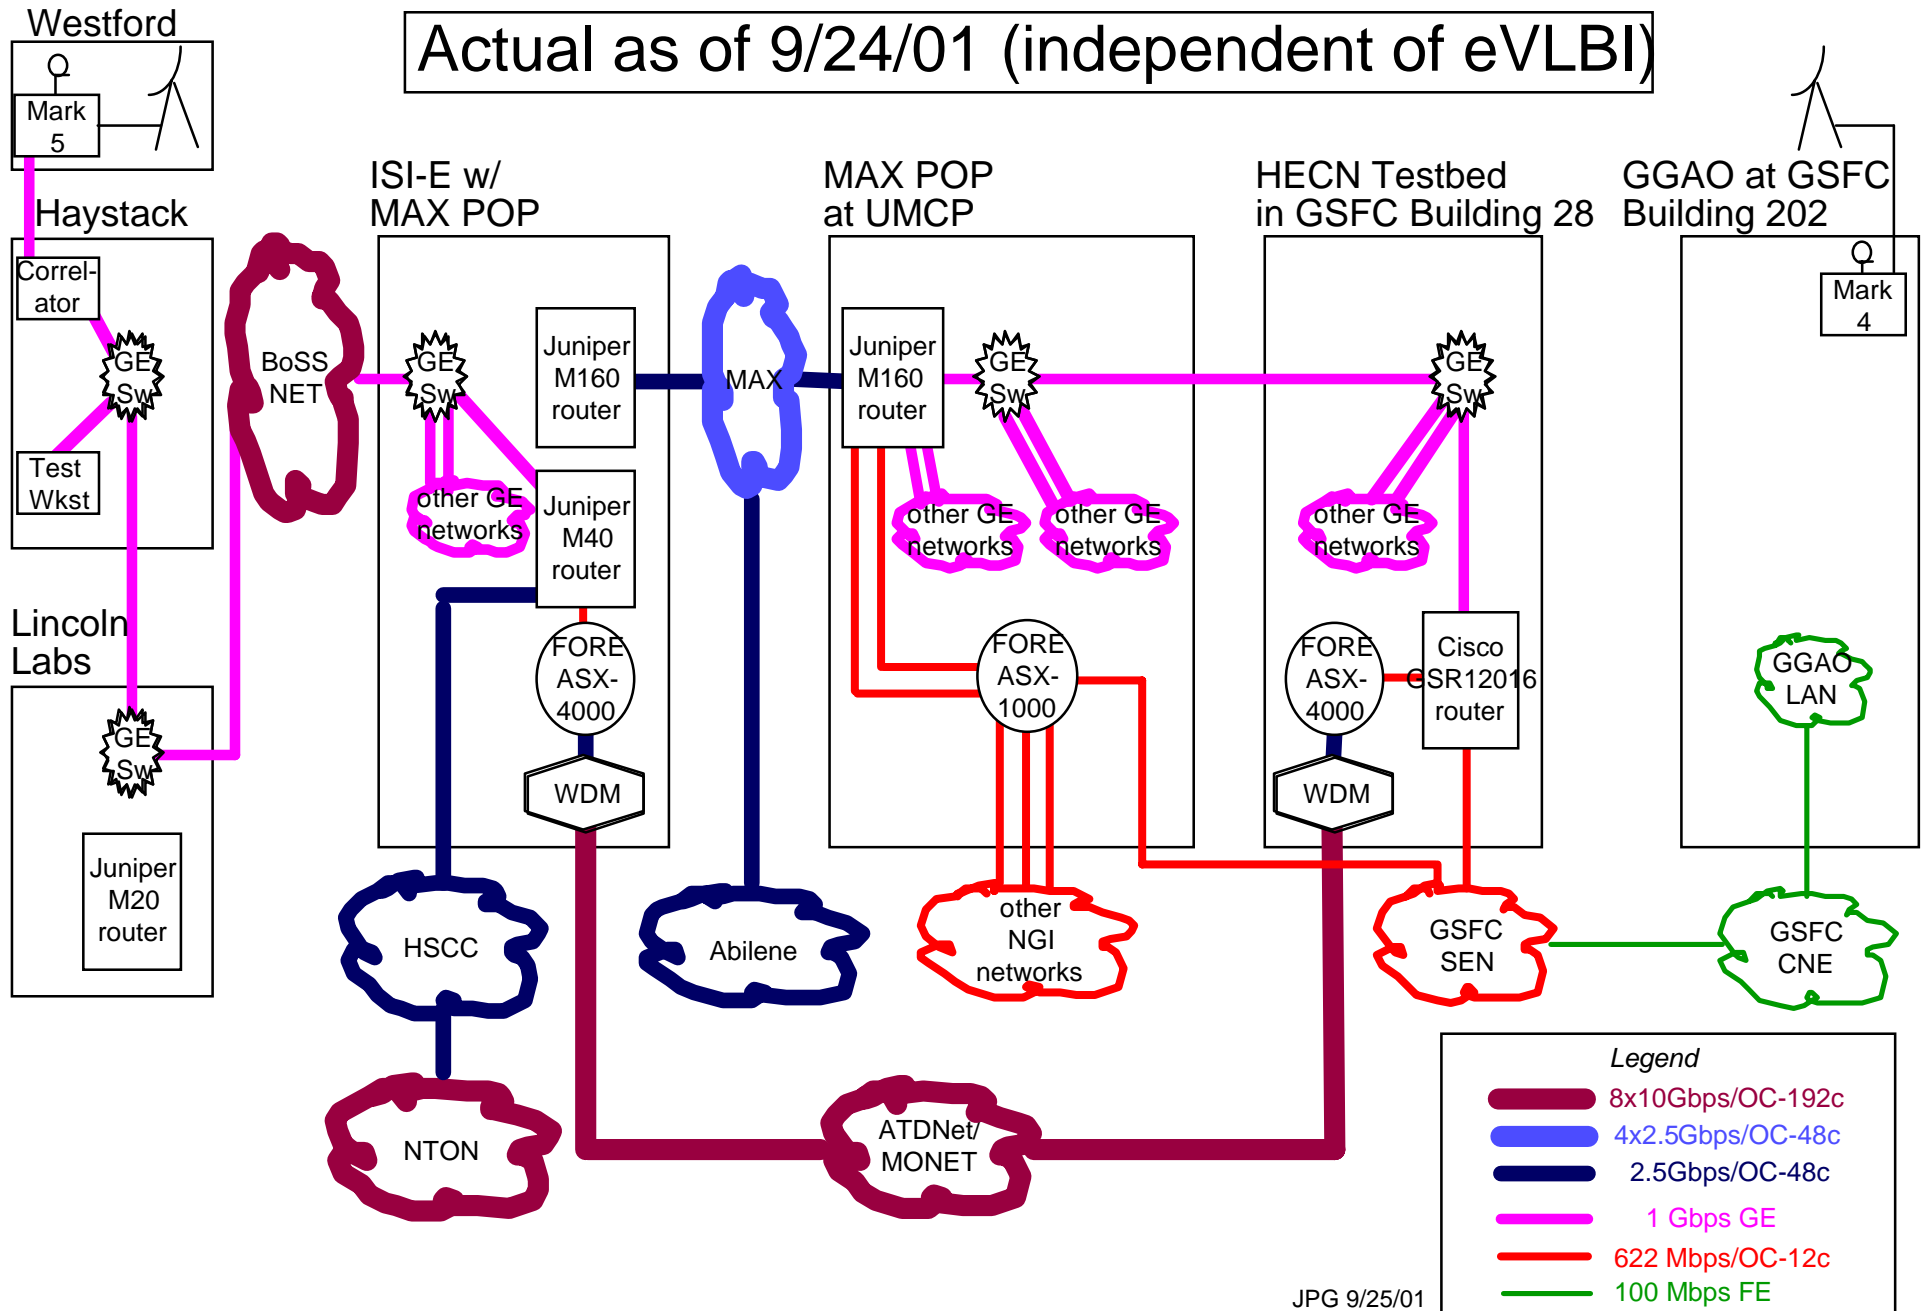 Westford
Actual as of 9/24/01 (independent of eVLBI)
Mark
5
ISI-E w/
MAX POP
MAX POP
at UMCP
HECN Testbed
in GSFC Building 28
GGAO at GSFC
Building 202
Haystack
Correl-
ator
GE
Sw
Test
Wkst
BoSS
NET
GE
Sw
other GE
networks
Juniper
M160
router
Juniper
M40
router
FORE
ASX-
4000
WDM
MAX
Juniper
M160
router
GE
Sw
other GE
networks
other GE
networks
FORE
ASX-
1000
GE
Sw
other GE
networks
FORE
ASX-
4000
Cisco
GSR12016
router
WDM
Mark
4
GGAO
LAN
Lincoln
Labs
GE
Sw
Juniper
M20
router
HSCC
Abilene
other
NGI
networks
GSFC
SEN
GSFC
CNE
NTON
ATDNet/
MONET
Legend
8x10Gbps/OC-192c
4x2.5Gbps/OC-48c
2.5Gbps/OC-48c
1 Gbps GE
622 Mbps/OC-12c
100 Mbps FE
JPG 9/25/01